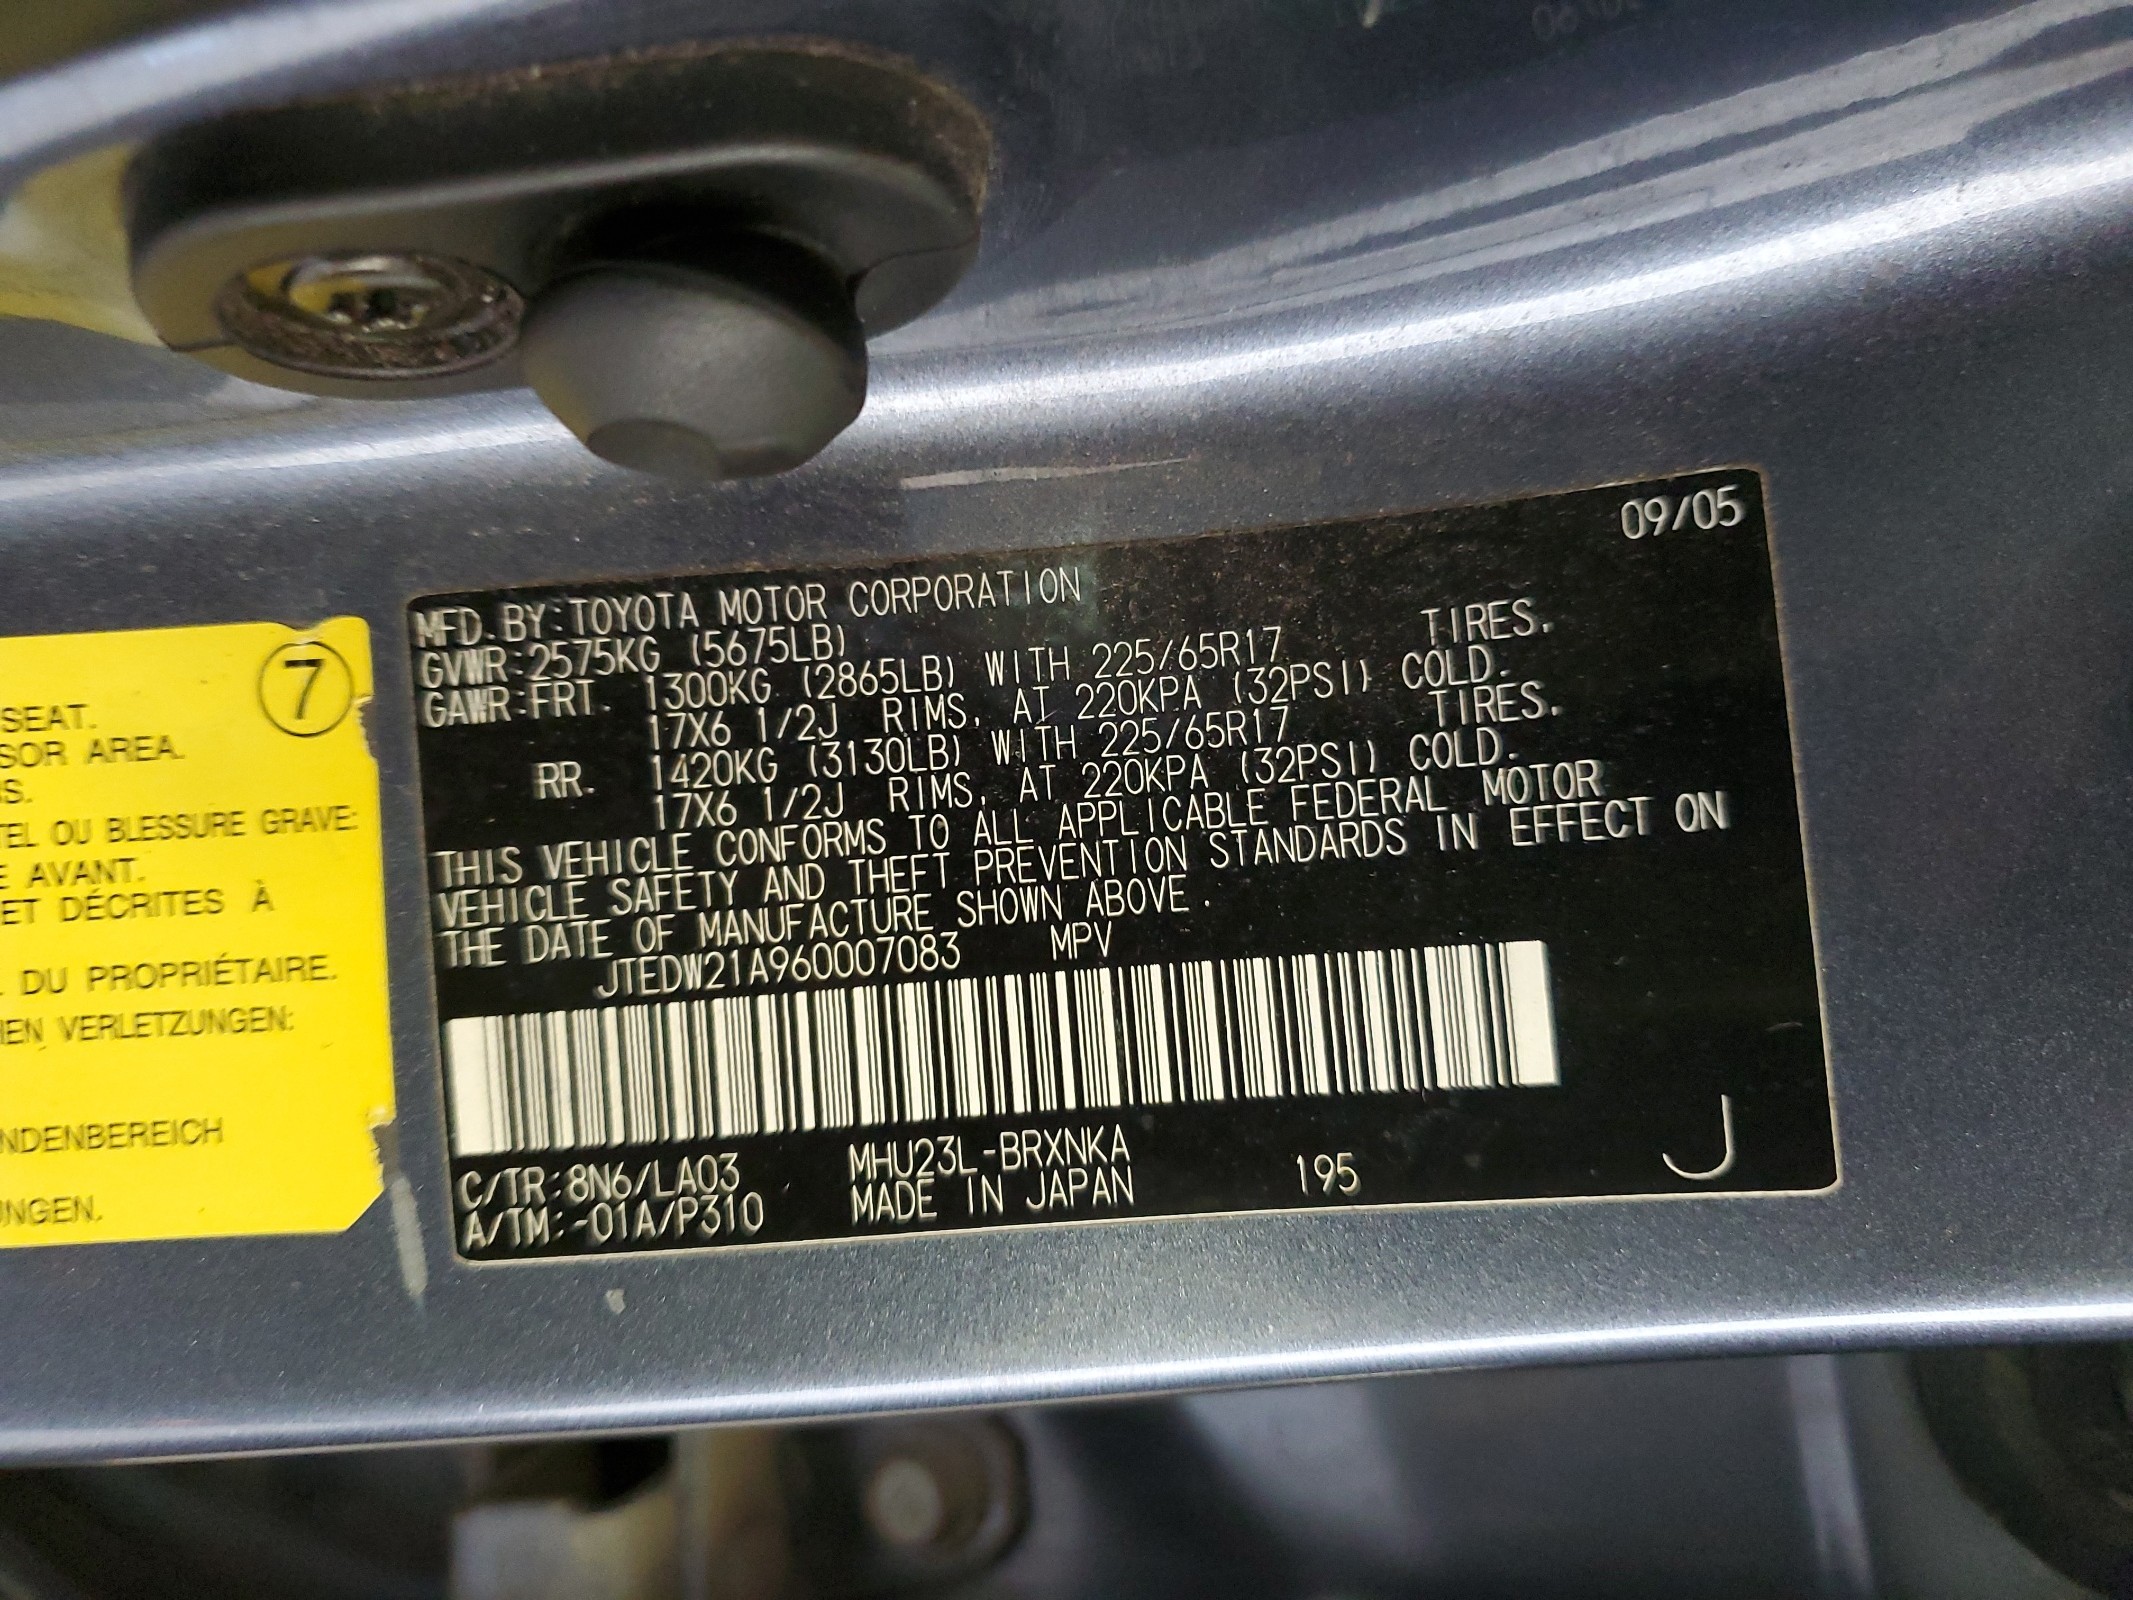 09/05
MFD. BY: TOYOTA MOTOR CORPORATION
GVWR: 2575KG (5675LB)
GAWR: FRT. 1300KG (2865LB) WITH 225/65R17 TIRES.
17X6 1/2J RIMS, AT 220KPA (32PSI) COLD.
RR. 1420KG (3130LB) WITH 225/65R17 TIRES.
17X6 1/2J RIMS, AT 220KPA (32PSI) COLD.
THIS VEHICLE CONFORMS TO ALL APPLICABLE FEDERAL MOTOR
VEHICLE SAFETY AND THEFT PREVENTION STANDARDS IN EFFECT ON
THE DATE OF MANUFACTURE SHOWN ABOVE.
JTEDW21A960007083 MPV
C/TR: 8N6/LA03 MHU23L-BRXNKA
A/TM: -01A/P310 MADE IN JAPAN 195 J
7
SEAT.
SOR AREA.
S.
TEL OU BLESSURE GRAVE:
E AVANT.
ET DÉCRITES À
DU PROPRIÉTAIRE.
HEN VERLETZUNGEN:
NDENBEREICH
UNGEN.